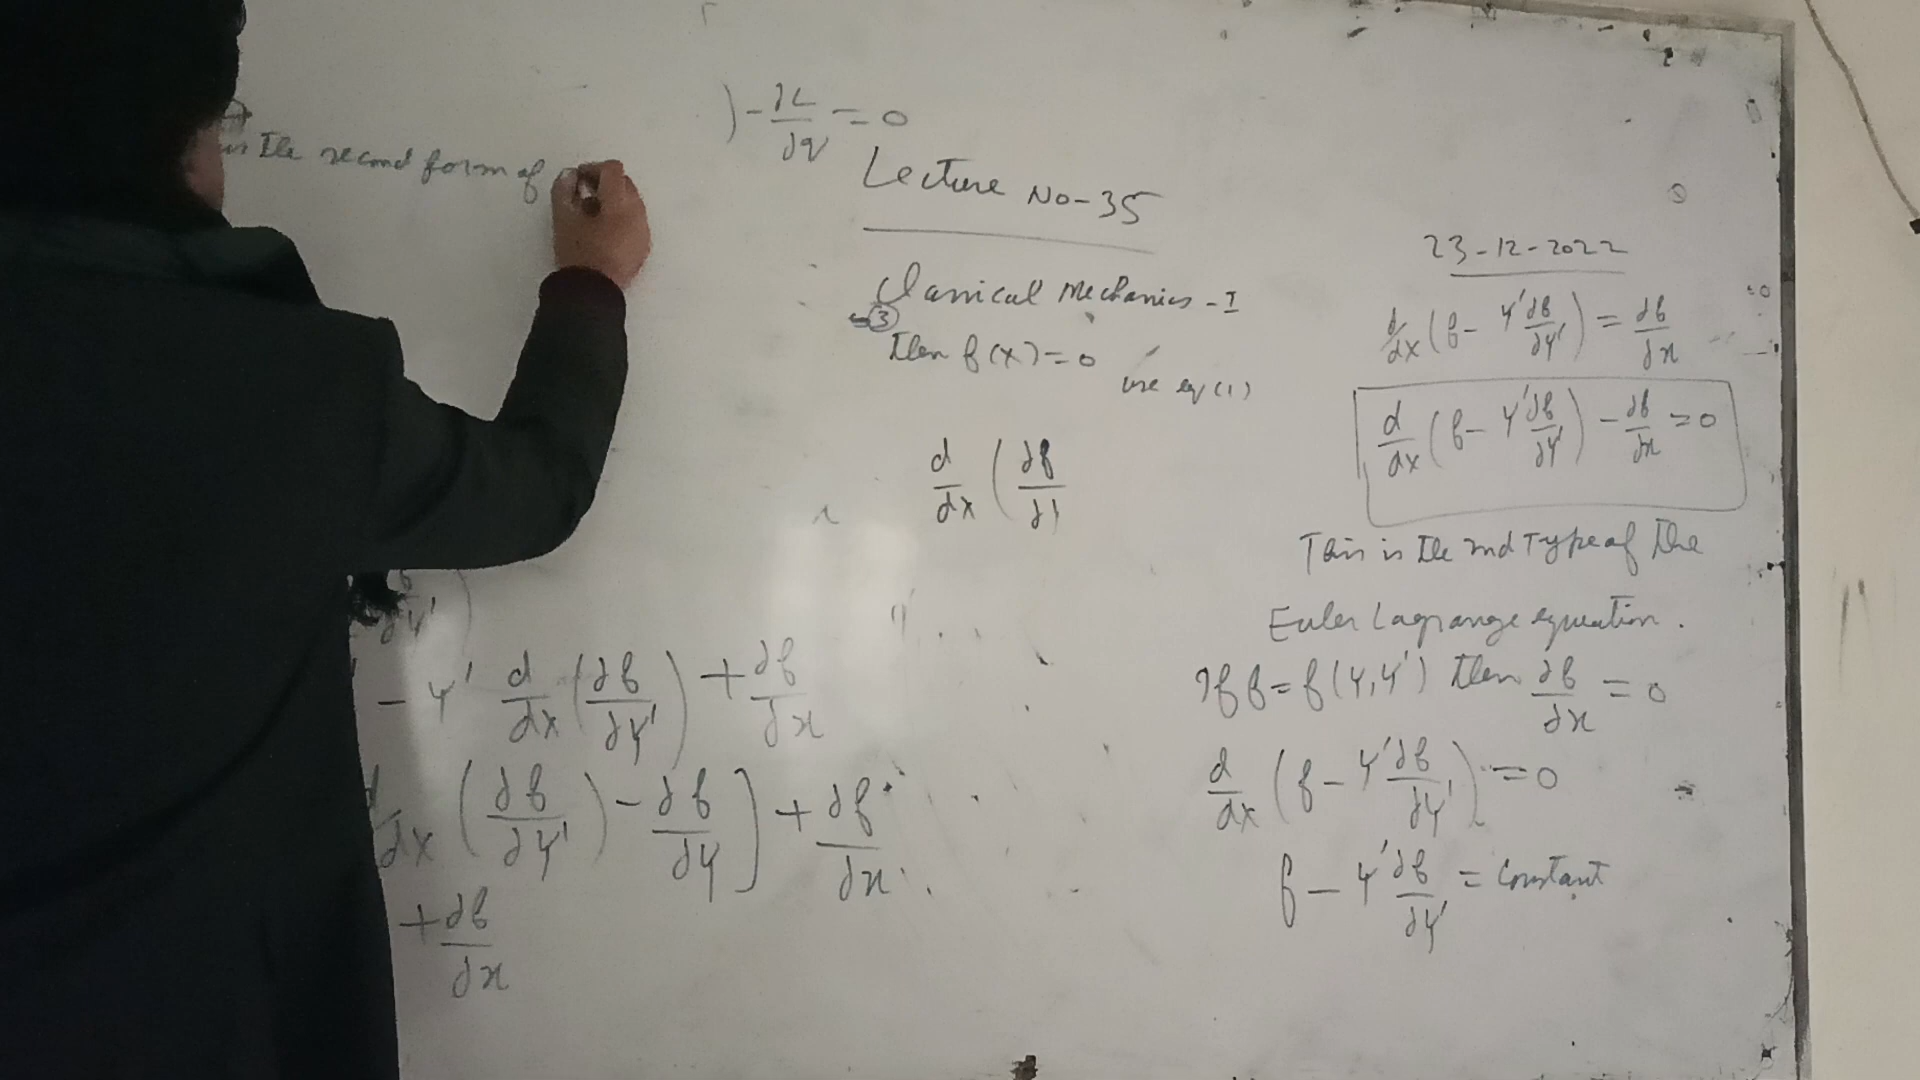 is the second form of
) - ∂L/∂q = 0
Lecture No-35
Classical Mechanics - I
③
Then f(x) = 0
use eq (1)
d/dx ( ∂f/∂
∂y' )
- y' d/dx (∂f/∂y') + ∂f/∂x
d/dx (∂f/∂y') - ∂f/∂y ] + ∂f/∂x
+ ∂f/∂x
23-12-2022
d/dx (f - y' ∂f/∂y') = ∂f/∂x
d/dx (f - y' ∂f/∂y') - ∂f/∂x = 0
This is the 2nd Type of the
Euler Lagrange equation.
If f = f(y, y') then ∂f/∂x = 0
d/dx (f - y' ∂f/∂y') = 0
f - y' ∂f/∂y' = constant